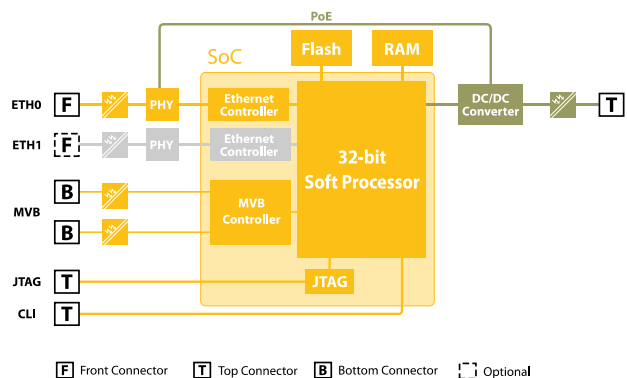 PoE
SoC
Flash
RAM
ETH0
F
PHY
Ethernet
Controller
DC/DC
Converter
T
ETH1
F
PHY
Ethernet
Controller
32-bit
Soft Processor
MVB
B
B
MVB
Controller
JTAG
T
JTAG
CLI
T
F Front Connector
T Top Connector
B Bottom Connector
Optional